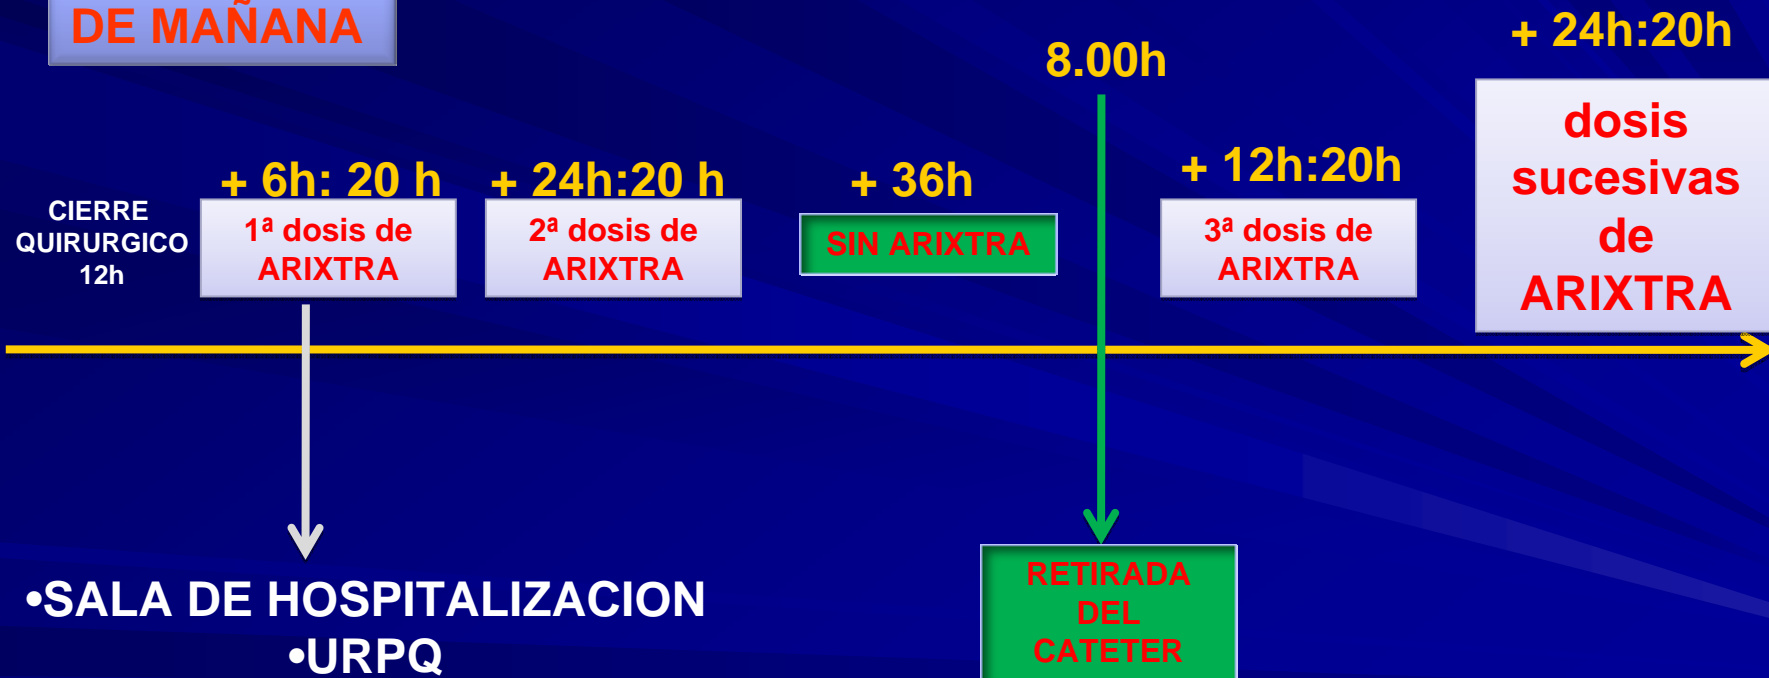 DE MAÑANA
CIERRE
QUIRURGICO
12h
+ 6h: 20 h
1ª dosis de
ARIXTRA
+ 24h:20 h
2ª dosis de
ARIXTRA
+ 36h
SIN ARIXTRA
8.00h
+ 12h:20h
3ª dosis de
ARIXTRA
+ 24h:20h
dosis
sucesivas
de
ARIXTRA
•SALA DE HOSPITALIZACION
•URPQ
RETIRADA
DEL
CATETER